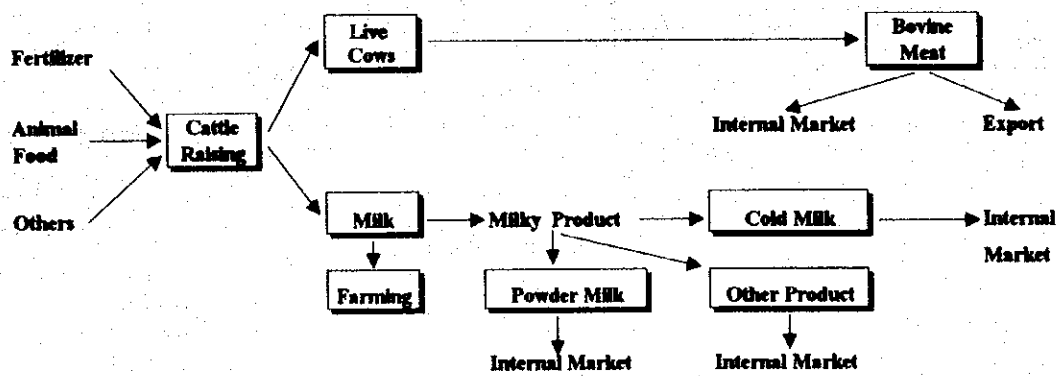 Live
Cows
Bovine
Meat
Fertilizer
Internal Market
Export
Animal
Food
Cattle
Raising
Others
Milk
Milky Product
Cold Milk
Internal
Market
Farming
Powder Milk
Other Product
Internal Market
Internal Market